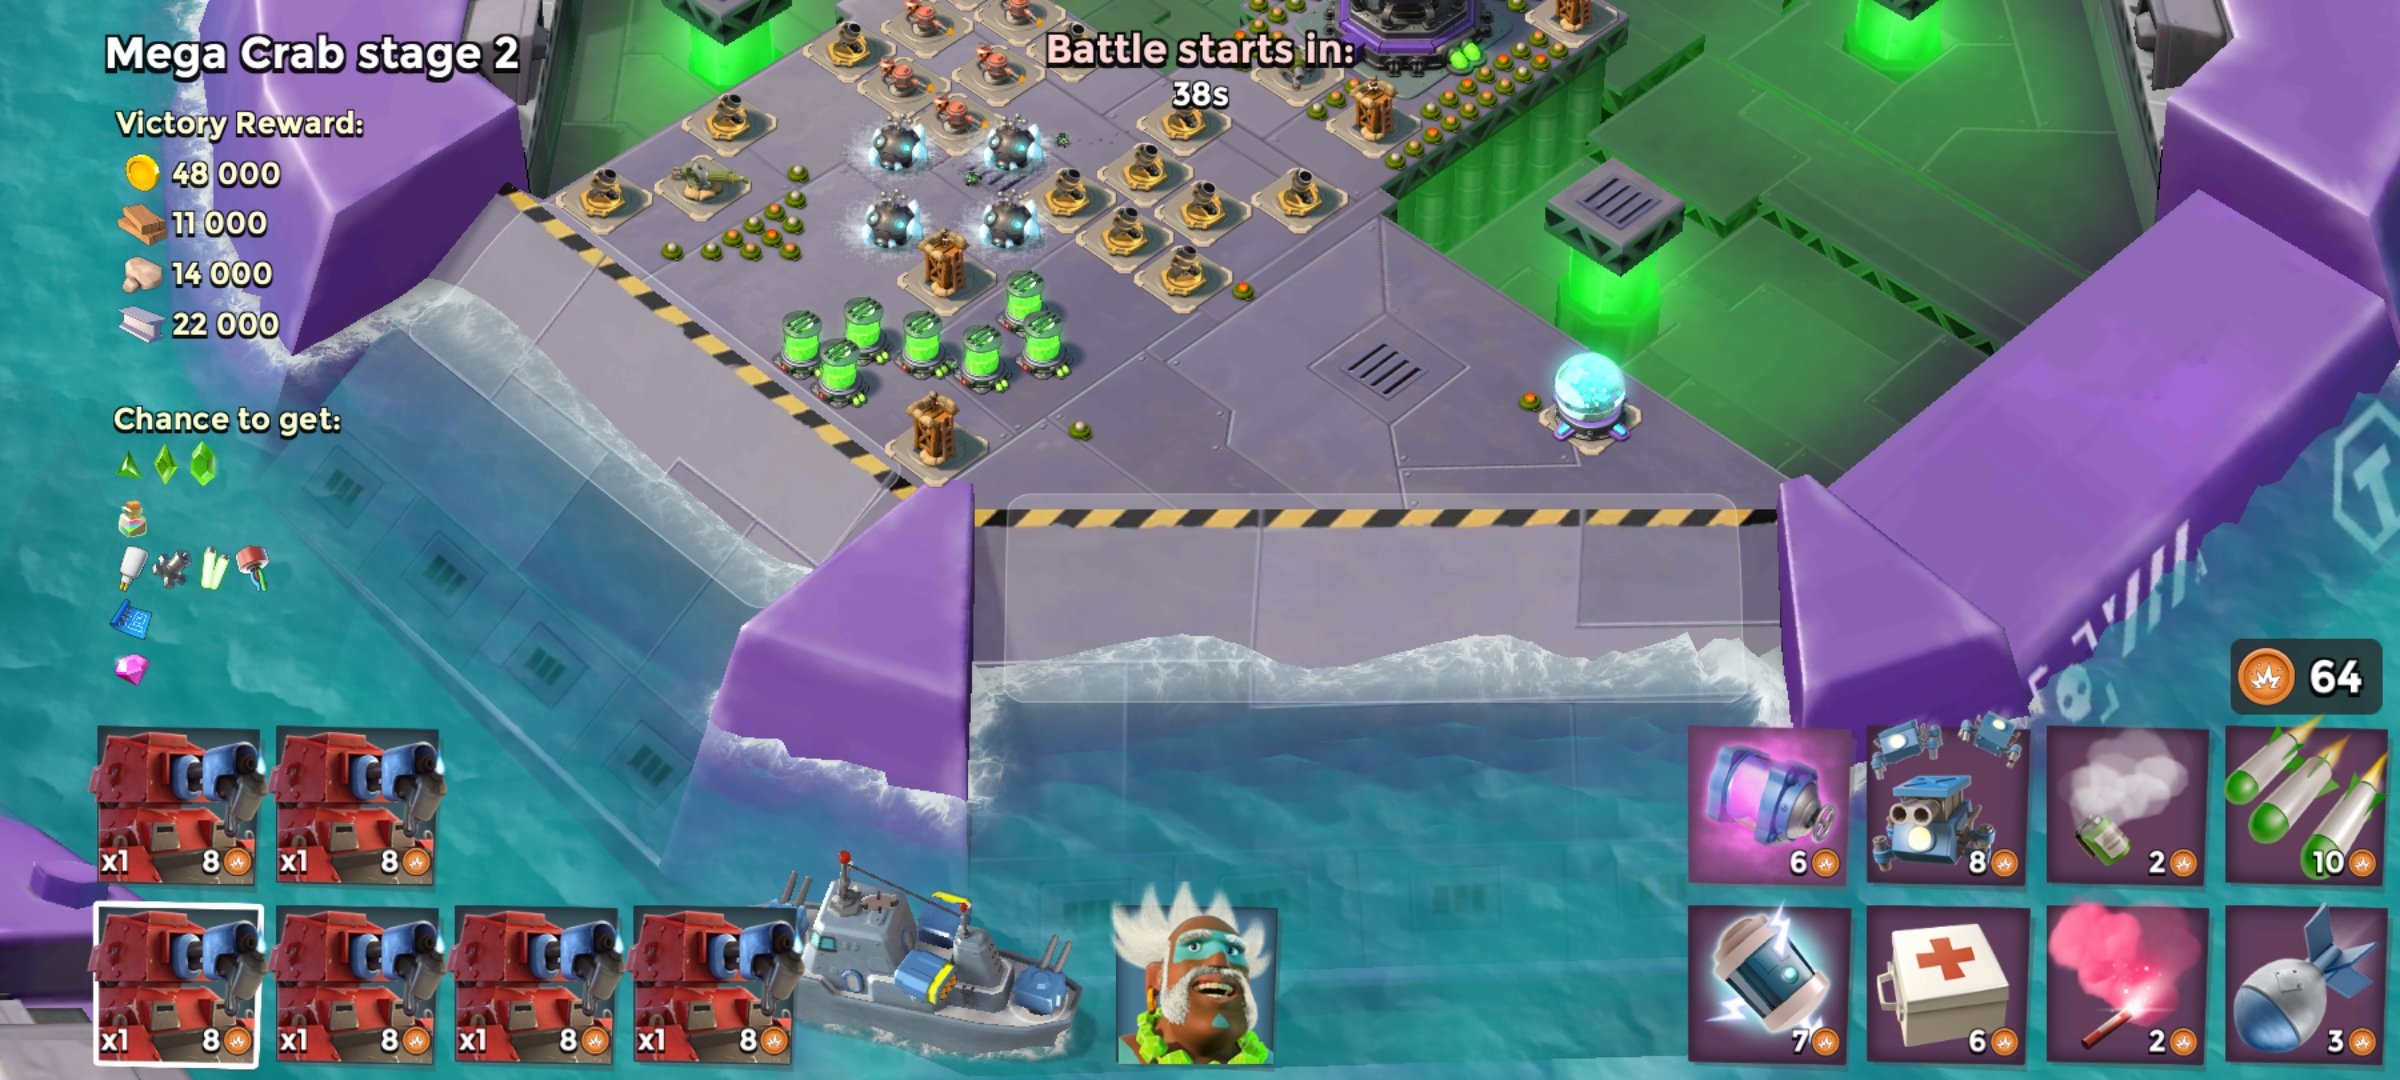 Mega Crab stage 2
Battle starts in:
38s
Victory Reward:
48 000
11 000
14 000
22 000
Chance to get:
64
x1 8
x1 8
6
8
2
10
x1 8
x1 8
x1 8
x1 8
7
6
2
3